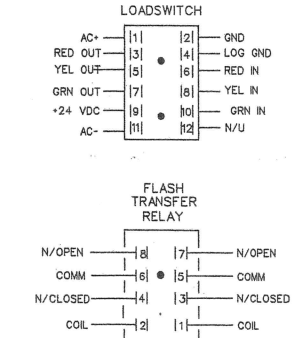 LOADSWITCH
AC+ 1 2 GND
RED OUT 3 4 LOG GND
YEL OUT 5 6 RED IN
GRN OUT 7 8 YEL IN
+24 VDC 9 10 GRN IN
AC- 11 12 N/U
FLASH
TRANSFER
RELAY
N/OPEN 8 7 N/OPEN
COMM 6 5 COMM
N/CLOSED 4 3 N/CLOSED
COIL 2 1 COIL